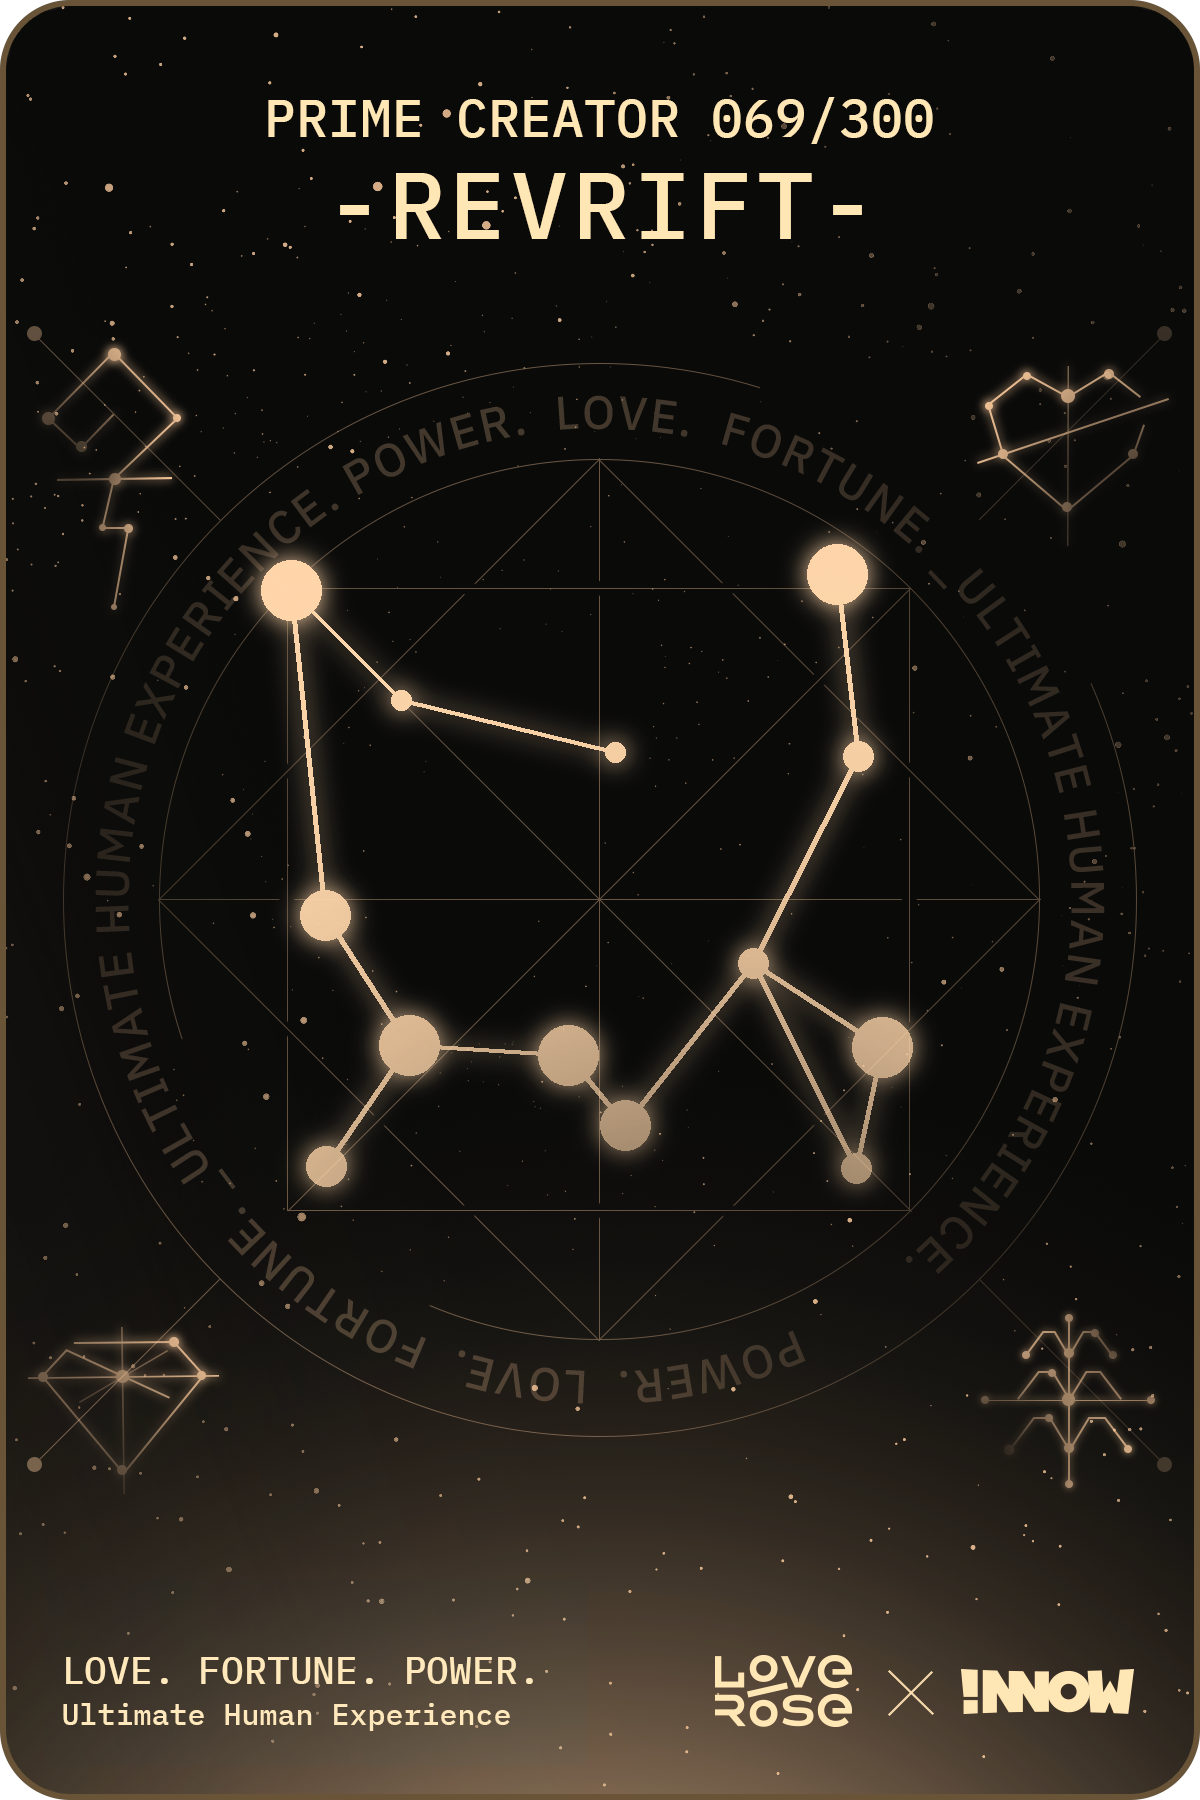 PRIME CREATOR 069/300
-REVRIFT-
ULTIMATE HUMAN EXPERIENCE. POWER. LOVE. FORTUNE. – ULTIMATE HUMAN EXPERIENCE.
POWER. LOVE. FORTUNE. –
LOVE. FORTUNE. POWER.
Ultimate Human Experience
LOVE
ROSE
!NNOW